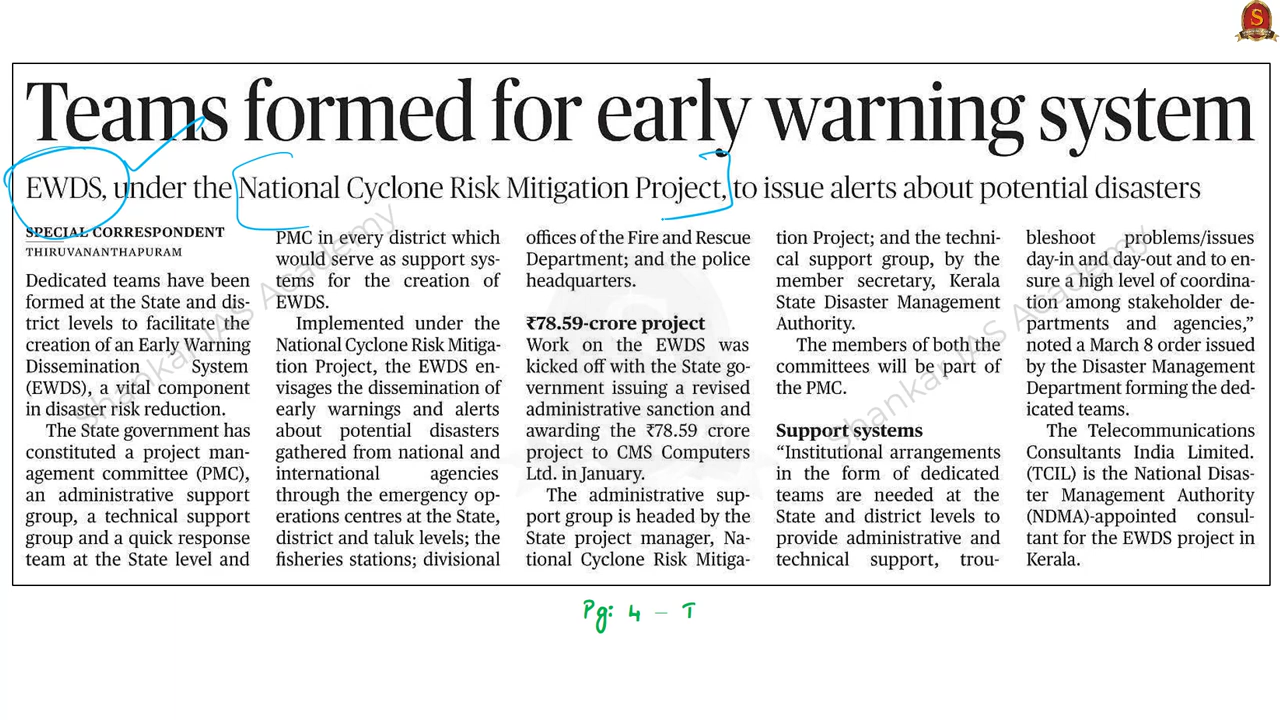 Teams formed for early warning system
EWDS, under the National Cyclone Risk Mitigation Project, to issue alerts about potential disasters
SPECIAL CORRESPONDENT
THIRUVANANTHAPURAM
Dedicated teams have been
formed at the State and dis-
trict levels to facilitate the
creation of an Early Warning
Dissemination System
(EWDS), a vital component
in disaster risk reduction.
The State government has
constituted a project man-
agement committee (PMC),
an administrative support
group, a technical support
group and a quick response
team at the State level and
PMC in every district which
would serve as support sys-
tems for the creation of
EWDS.
Implemented under the
National Cyclone Risk Mitiga-
tion Project, the EWDS en-
visages the dissemination of
early warnings and alerts
about potential disasters
gathered from national and
international agencies
through the emergency op-
erations centres at the State,
district and taluk levels; the
fisheries stations; divisional
offices of the Fire and Rescue
Department; and the police
headquarters.
₹78.59-crore project
Work on the EWDS was
kicked off with the State go-
vernment issuing a revised
administrative sanction and
awarding the ₹78.59 crore
project to CMS Computers
Ltd. in January.
The administrative sup-
port group is headed by the
State project manager, Na-
tional Cyclone Risk Mitiga-
tion Project; and the techni-
cal support group, by the
member secretary, Kerala
State Disaster Management
Authority.
The members of both the
committees will be part of
the PMC.
Support systems
“Institutional arrangements
in the form of dedicated
teams are needed at the
State and district levels to
provide administrative and
technical support, trou-
bleshoot problems/issues
day-in and day-out and to en-
sure a high level of coordina-
tion among stakeholder de-
partments and agencies,”
noted a March 8 order issued
by the Disaster Management
Department forming the ded-
icated teams.
The Telecommunications
Consultants India Limited.
(TCIL) is the National Disas-
ter Management Authority
(NDMA)-appointed consul-
tant for the EWDS project in
Kerala.
Shankar IAS Academy
Shankar IAS Academy
Pg: 4 – T